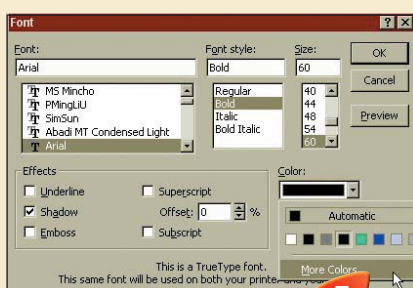 Font
Font:
Font style:
Size:
Arial
Bold
60
OK
MS Mincho
PMingLiU
SimSun
Abadi MT Condensed Light
Arial
Regular
Bold
Italic
Bold Italic
40
44
48
54
60
Cancel
Preview
Effects
Underline
Superscript
Shadow
Offset: 0 %
Emboss
Subscript
Color:
Automatic
More Colors
This is a TrueType font.
This same font will be used on both your printer and your